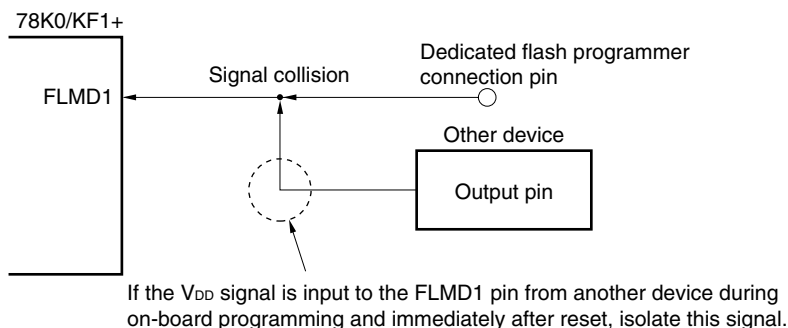 78K0/KF1+
Dedicated flash programmer
connection pin
Signal collision
FLMD1
Other device
Output pin
If the VDD signal is input to the FLMD1 pin from another device during
on-board programming and immediately after reset, isolate this signal.